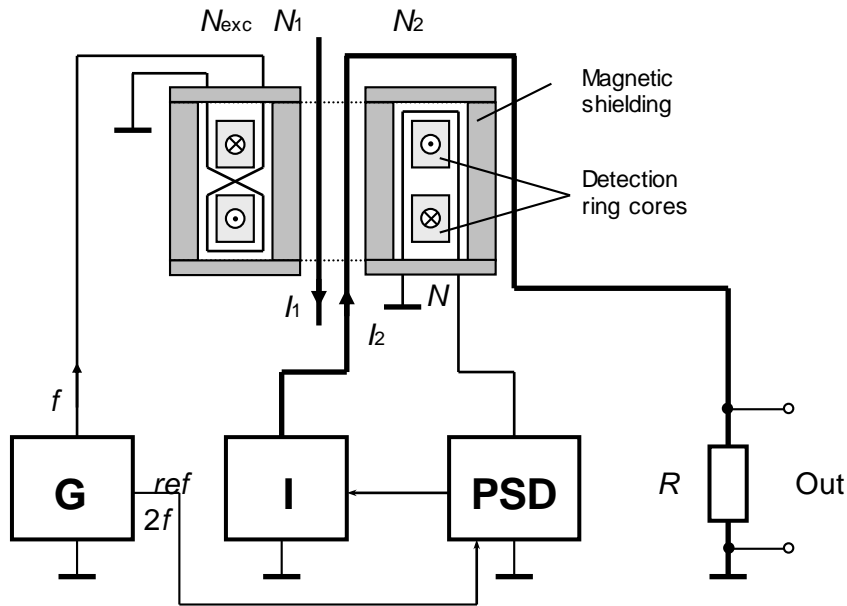 Nexc N1 N2
Magnetic
shielding
Detection
ring cores
N
I1
I2
f
G
ref
2f
I
PSD
R
Out